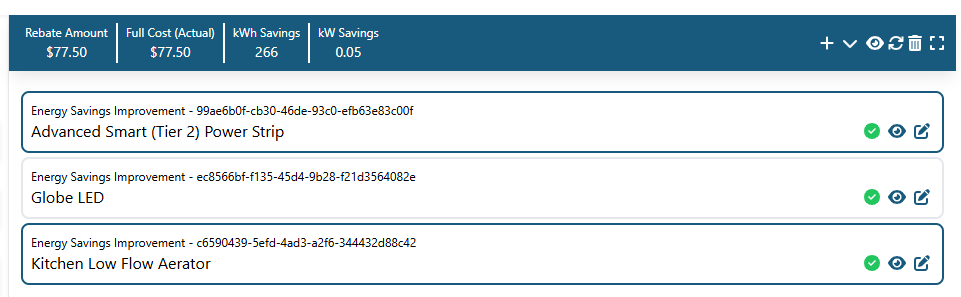 Rebate Amount
$77.50
Full Cost (Actual)
$77.50
kWh Savings
266
kW Savings
0.05
Energy Savings Improvement - 99ae6b0f-cb30-46de-93c0-efb63e83c00f
Advanced Smart (Tier 2) Power Strip
Energy Savings Improvement - ec8566bf-f135-45d4-9b28-f21d3564082e
Globe LED
Energy Savings Improvement - c6590439-5efd-4ad3-a2f6-344432d88c42
Kitchen Low Flow Aerator